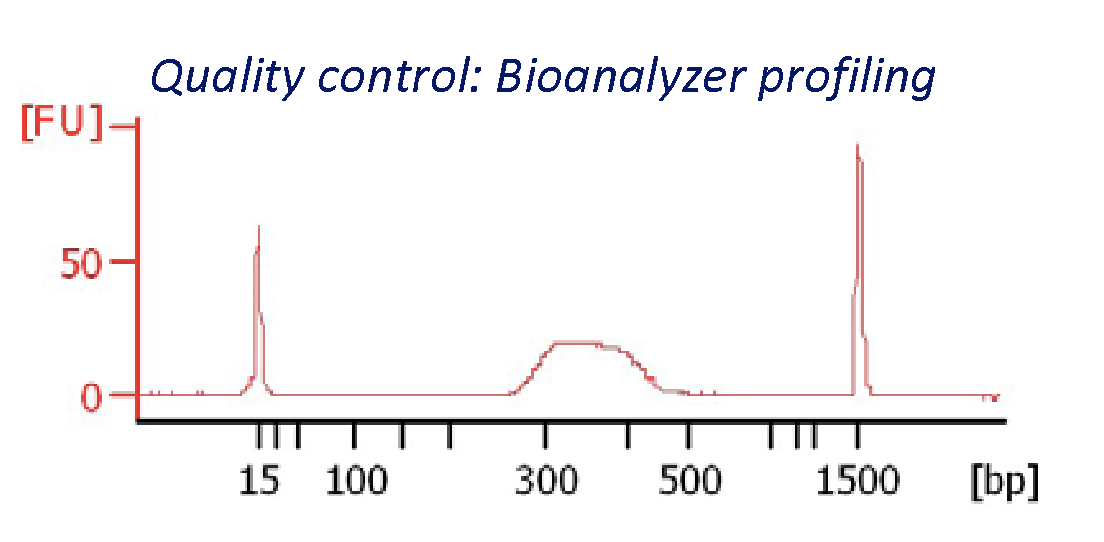 Quality control: Bioanalyzer profiling
[FU]
50
0
15 100 300 500 1500 [bp]